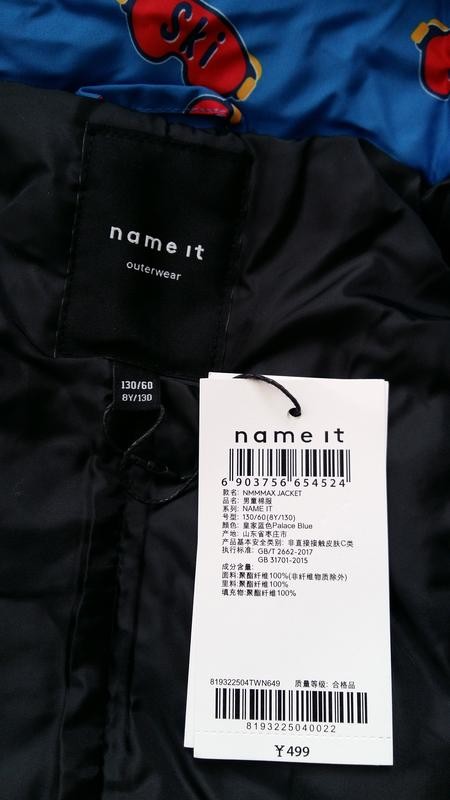 Ski
name it
outerwear
130/60
8Y/130
name it
6 903756 654524
款名: NMMMAX JACKET
品名: 男童棉服
系列: NAME IT
号型: 130/60(8Y/130)
颜色: 皇家蓝色Palace Blue
产地: 山东省枣庄市
产品基本安全类别: 非直接接触皮肤C类
执行标准: GB/T 2662-2017
GB 31701-2015
成分含量:
面料:聚酯纤维100%(非纤维物质除外)
里料:聚酯纤维100%
填充物:聚酯纤维100%
819322504TWN649 质量等级: 合格品
8193225040022
¥499